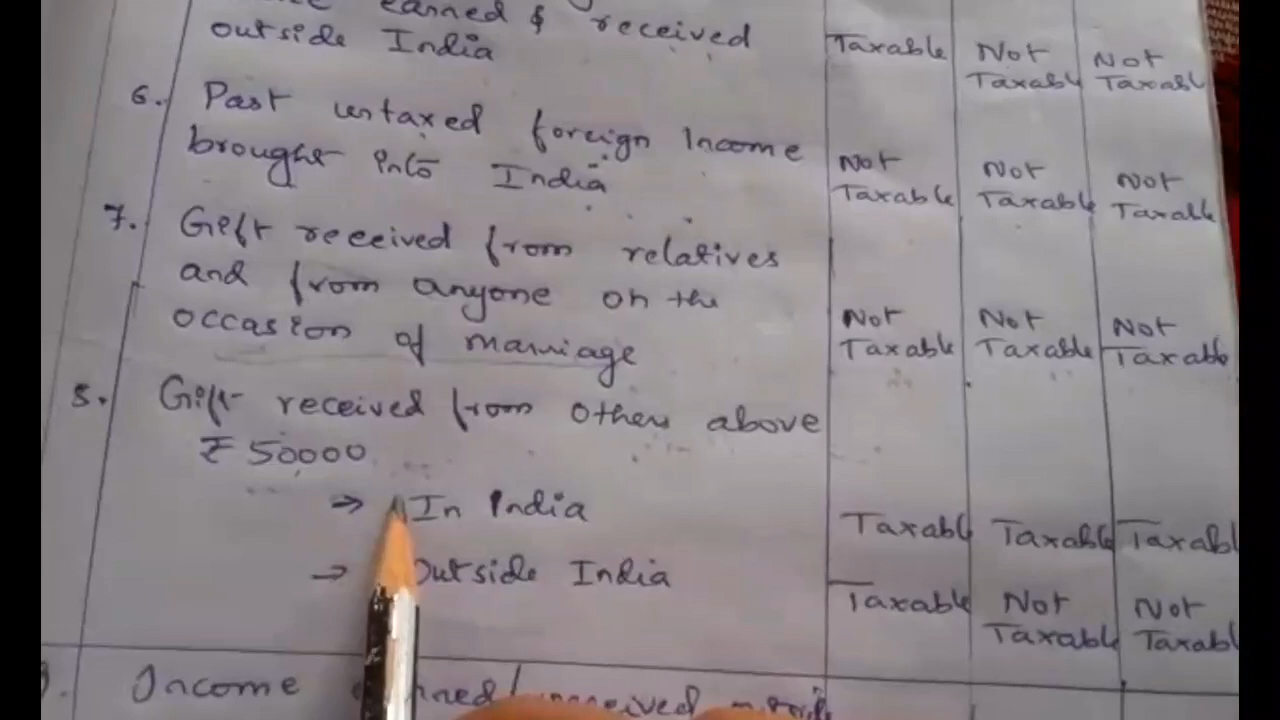 earned & received
outside India Taxable Not Taxable Not Taxable
6. Past untaxed foreign Income
brought into India Not Taxable Not Taxable Not Taxable
7. Gift received from relatives
and from anyone on the
occasion of marriage Not Taxable Not Taxable Not Taxable
8. Gift received from others above
₹ 50000
→ In India Taxable Taxable Taxable
→ Outside India Taxable Not Taxable Not Taxable
Income